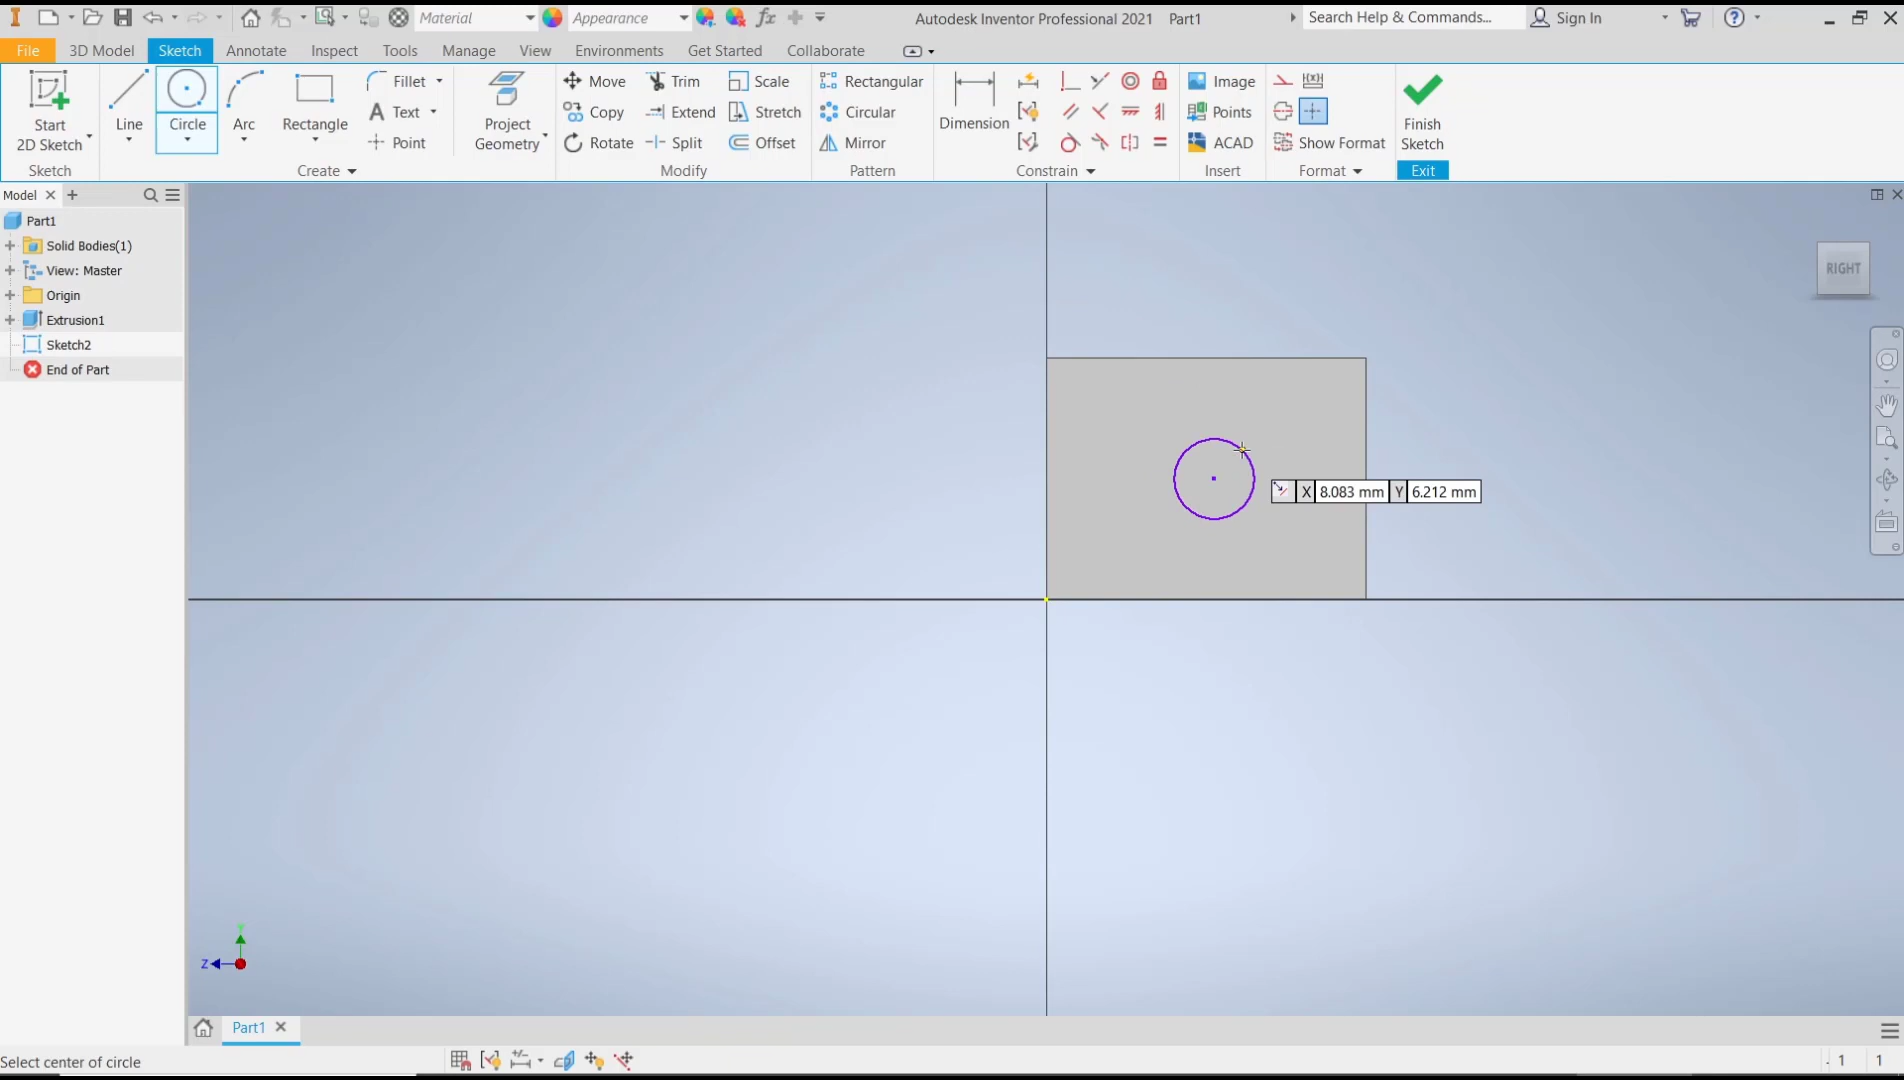 Material
Appearance
Autodesk Inventor Professional 2021 Part1
Search Help & Commands...
Sign In
File
3D Model
Sketch
Annotate
Inspect
Tools
Manage
View
Environments
Get Started
Collaborate
Start
2D Sketch
Line
Circle
Arc
Rectangle
Fillet
Text
Point
Project
Geometry
Move
Copy
Rotate
Trim
Extend
Split
Scale
Stretch
Offset
Rectangular
Circular
Mirror
Dimension
Image
Points
ACAD
Show Format
Finish
Sketch
Sketch
Create
Modify
Pattern
Constrain
Insert
Format
Exit
Model
Part1
Solid Bodies(1)
View: Master
Origin
Extrusion1
Sketch2
End of Part
RIGHT
X 8.083 mm Y 6.212 mm
Y
Z
Part1
Select center of circle
1 1